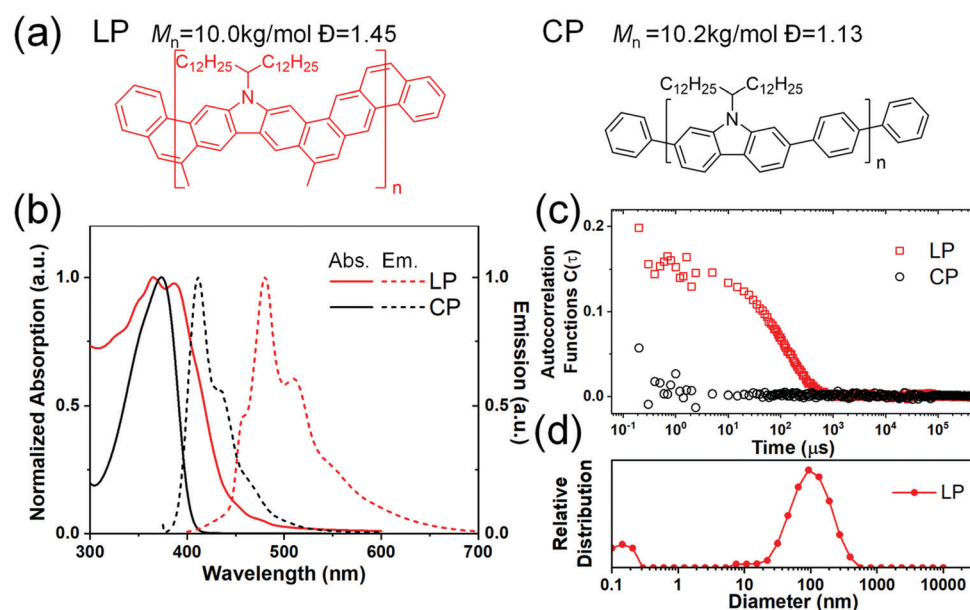 (a) LP Mn=10.0kg/mol Đ=1.45
CP Mn=10.2kg/mol Đ=1.13
C12H25 C12H25
N
n
C12H25 C12H25
N
n
(b)
Normalized Absorption (a.u.)
1.0
0.5
0.0
Abs. Em.
LP
CP
1.0
0.5
0.0
Emission (a.u.)
300 400 500 600 700
Wavelength (nm)
(c)
Autocorrelation
Functions C(τ)
0.2
0.1
0.0
LP
CP
10-1 100 101 102 103 104 105
Time (μs)
(d)
Relative
Distribution
LP
0.1 1 10 100 1000 10000
Diameter (nm)